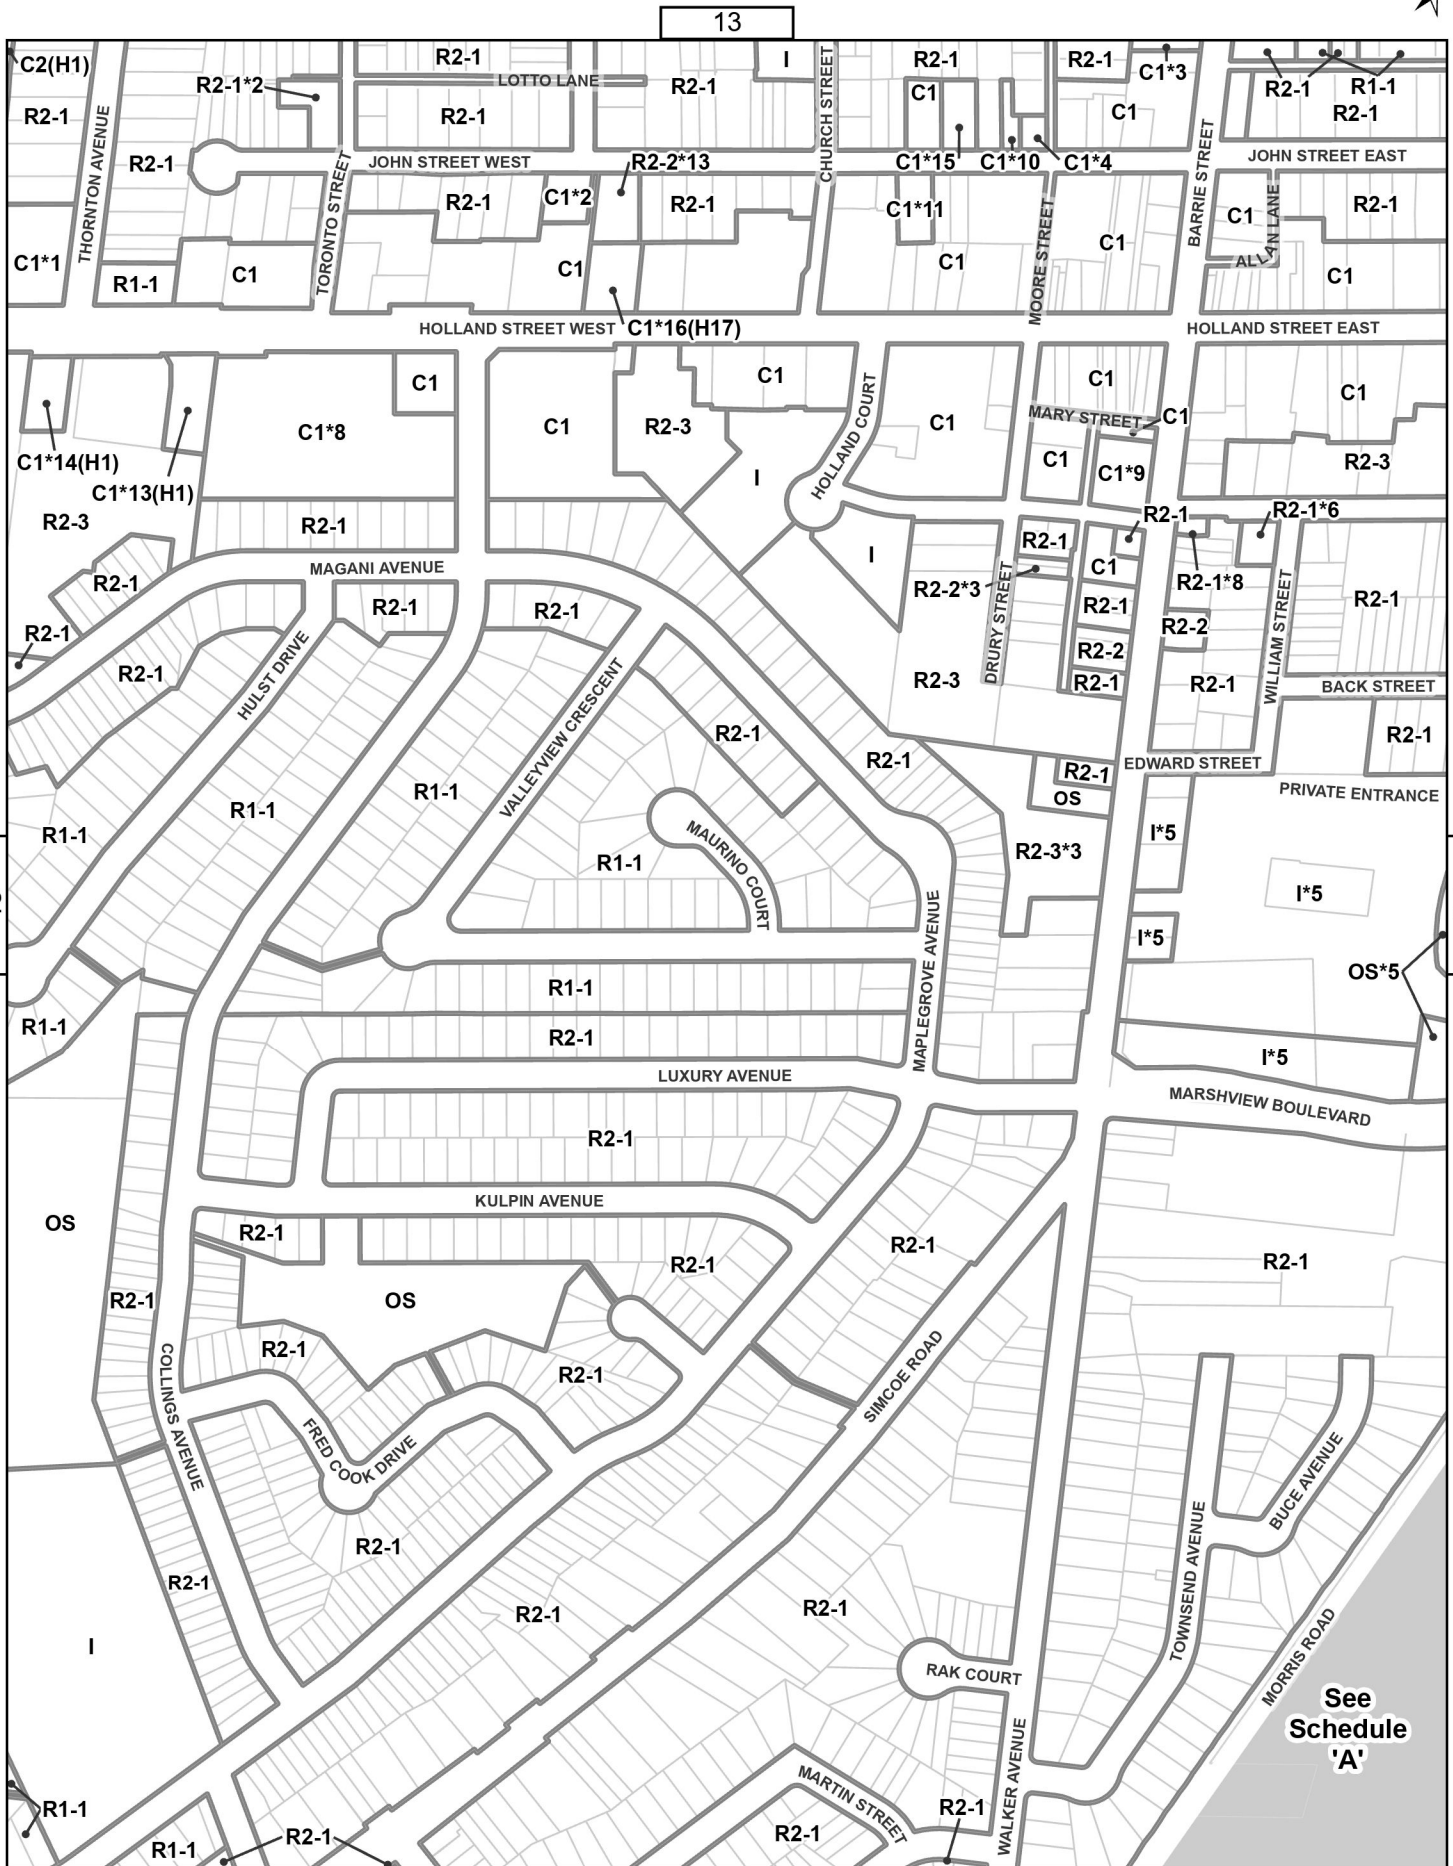 13
C2(H1)
R2-1*2
R2-1
LOTTO LANE
R2-1
I
CHURCH STREET
R2-1
R2-1
C1*3
R2-1
R1-1
R2-1
THORNTON AVENUE
R2-1
C1
C1
R2-1
R2-1
JOHN STREET WEST
R2-2*13
C1*15
C1*10
C1*4
BARRIE STREET
JOHN STREET EAST
TORONTO STREET
R2-1
C1*2
R2-1
C1*11
MOORE STREET
C1
C1
ALLAN LANE
R2-1
C1*1
R1-1
C1
C1
C1
C1
HOLLAND STREET WEST
C1*16(H17)
HOLLAND STREET EAST
C1
C1
C1
C1
C1*8
C1
R2-3
HOLLAND COURT
C1
MARY STREET
C1
C1*14(H1)
C1*13(H1)
I
C1
C1*9
R2-3
R2-3
R2-1
R2-1
R2-1*6
R2-1
I
R2-1
C1
R2-1*8
MAGANI AVENUE
R2-1
R2-2*3
DRURY STREET
R2-1
R2-2
WILLIAM STREET
R2-1
R2-1
R2-1
R2-1
R2-1
HULST DRIVE
VALLEYVIEW CRESCENT
R2-3
R2-2
R2-1
R2-1
BACK STREET
R2-1
R2-1
R2-1
EDWARD STREET
R2-1
OS
PRIVATE ENTRANCE
R1-1
R1-1
R1-1
R1-1
MAURINO COURT
R2-3*3
I*5
I*5
MAPLEGROVE AVENUE
I*5
OS*5
R1-1
R1-1
R2-1
I*5
LUXURY AVENUE
MARSHVIEW BOULEVARD
R2-1
KULPIN AVENUE
OS
R2-1
R2-1
R2-1
R2-1
OS
R2-1
R2-1
R2-1
COLLINGS AVENUE
FRED COOK DRIVE
SIMCOE ROAD
BUCE AVENUE
R2-1
R2-1
R2-1
R2-1
TOWNSEND AVENUE
I
RAK COURT
MORRIS ROAD
See
Schedule
'A'
WALKER AVENUE
MARTIN STREET
R1-1
R2-1
R2-1
R1-1
R2-1